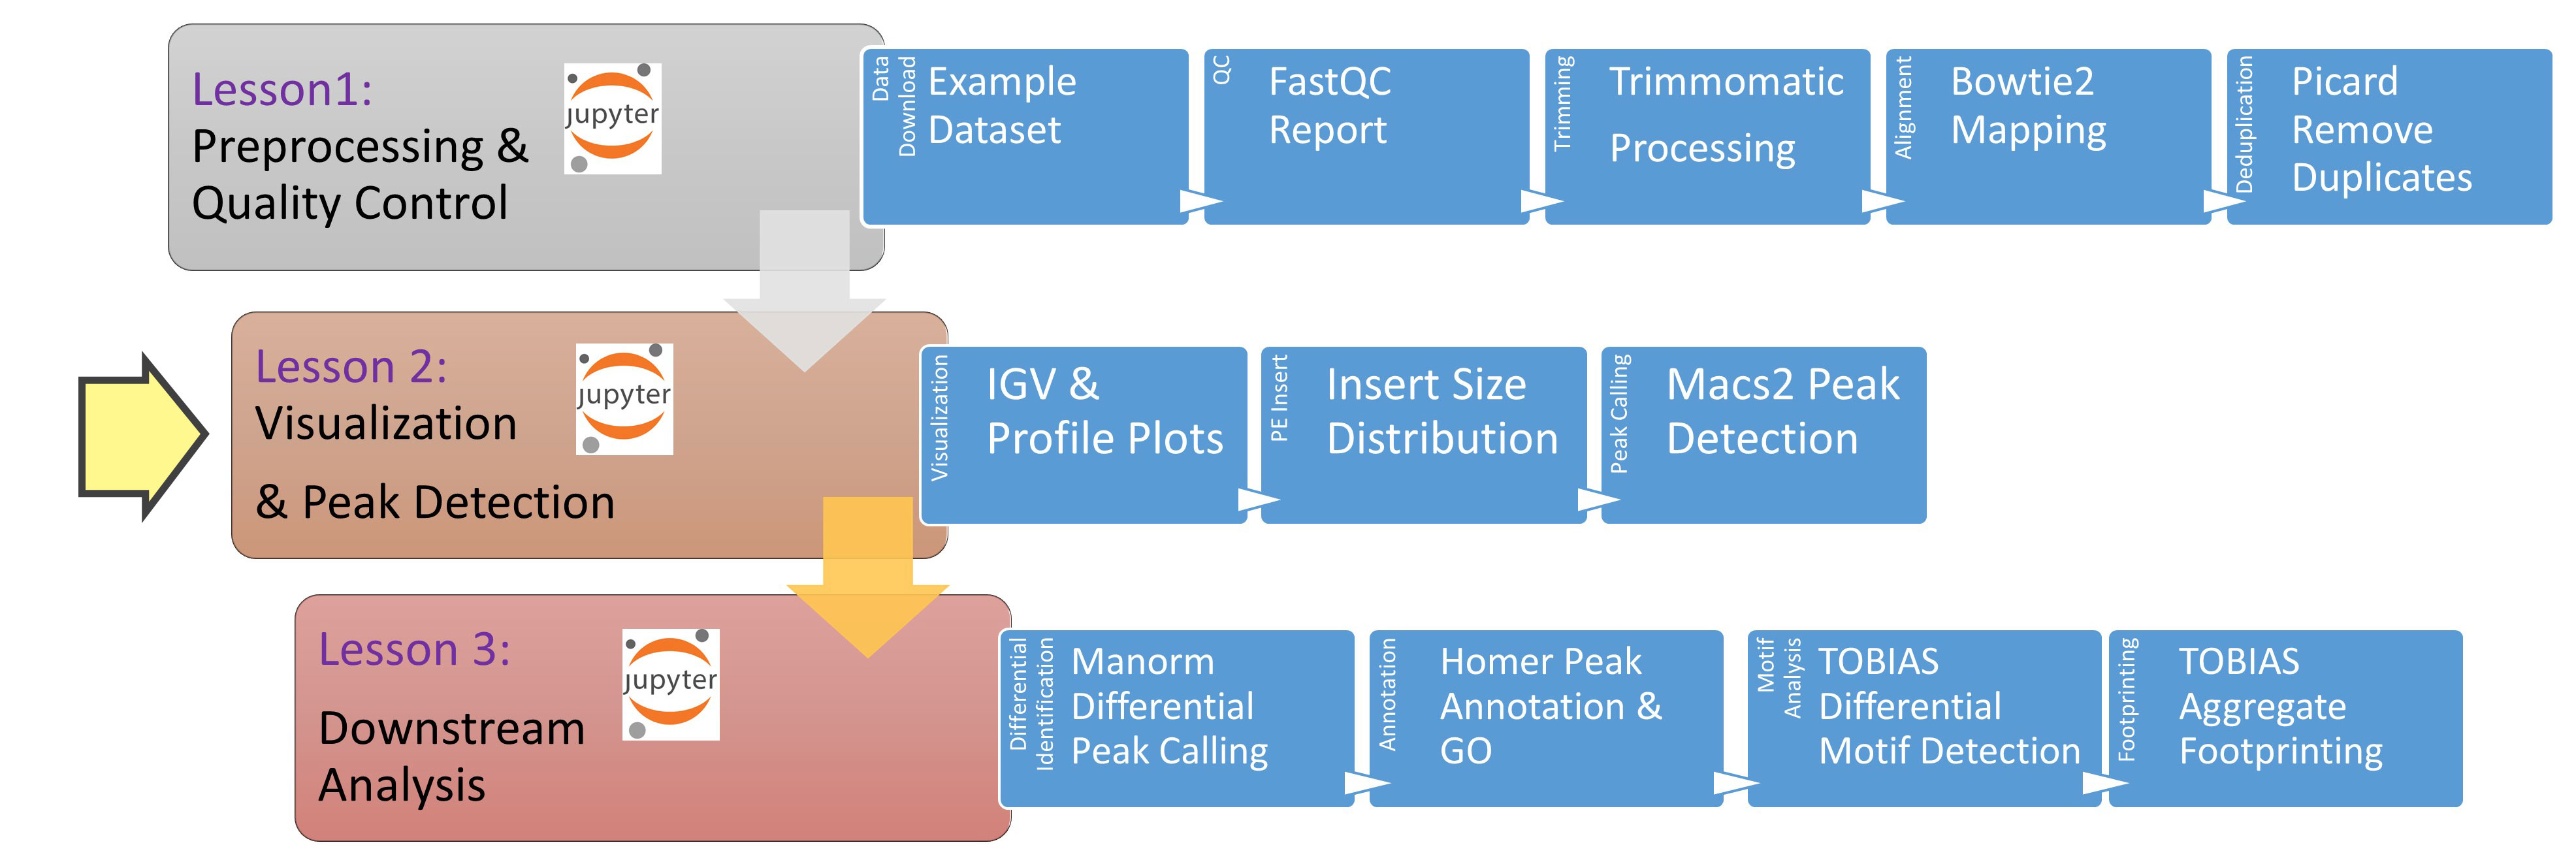 Lesson1:
Preprocessing &
Quality Control
jupyter
Data
Download
Example
Dataset
QC
FastQC
Report
Trimming
Trimmomatic
Processing
Alignment
Bowtie2
Mapping
Deduplication
Picard
Remove
Duplicates
Lesson 2:
Visualization
& Peak Detection
jupyter
Visualization
IGV &
Profile Plots
PE Insert
Insert Size
Distribution
Peak Calling
Macs2 Peak
Detection
Lesson 3:
Downstream
Analysis
jupyter
Differential
Identification
Manorm
Differential
Peak Calling
Annotation
Homer Peak
Annotation &
GO
Motif
Analysis
TOBIAS
Differential
Motif Detection
Footprinting
TOBIAS
Aggregate
Footprinting